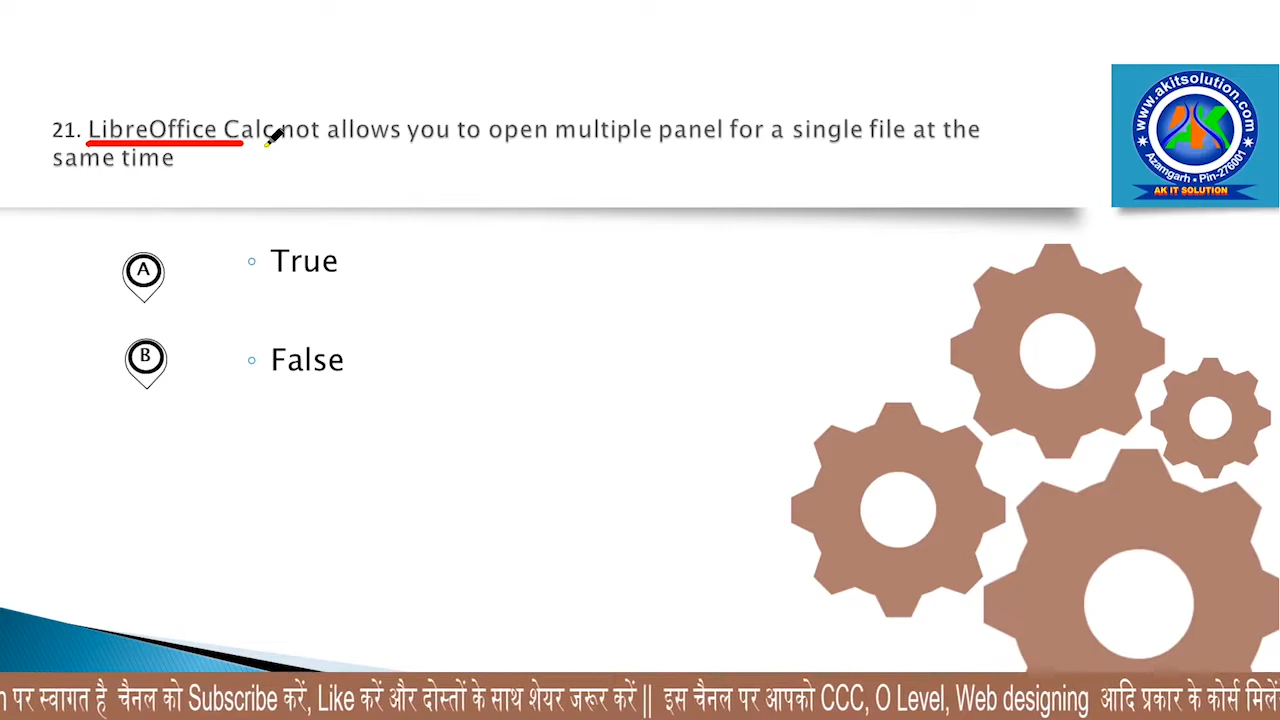 www.akitsolution.com
AK
Azamgarh • Pin-276001
AK IT SOLUTION
21. LibreOffice Calc not allows you to open multiple panel for a single file at the
same time
A
True
B
False
पर स्वागत है चैनल को Subscribe करें, Like करें और दोस्तों के साथ शेयर जरूर करें || इस चैनल पर आपको CCC, O Level, Web designing आदि प्रकार के कोर्स मिलें